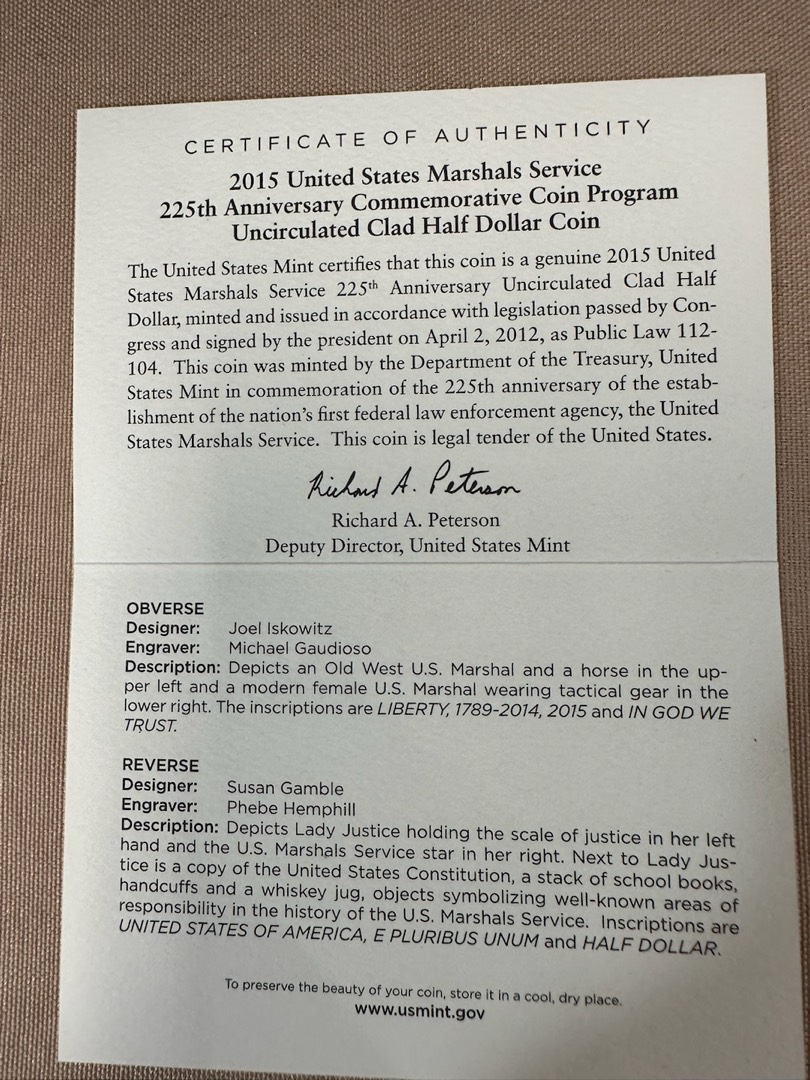 CERTIFICATE OF AUTHENTICITY
2015 United States Marshals Service
225th Anniversary Commemorative Coin Program
Uncirculated Clad Half Dollar Coin
The United States Mint certifies that this coin is a genuine 2015 United
States Marshals Service 225th Anniversary Uncirculated Clad Half
Dollar, minted and issued in accordance with legislation passed by Con-
gress and signed by the president on April 2, 2012, as Public Law 112-
104. This coin was minted by the Department of the Treasury, United
States Mint in commemoration of the 225th anniversary of the estab-
lishment of the nation's first federal law enforcement agency, the United
States Marshals Service. This coin is legal tender of the United States.
Richard A. Peterson
Richard A. Peterson
Deputy Director, United States Mint
OBVERSE
Designer: Joel Iskowitz
Engraver: Michael Gaudioso
Description: Depicts an Old West U.S. Marshal and a horse in the up-
per left and a modern female U.S. Marshal wearing tactical gear in the
lower right. The inscriptions are LIBERTY, 1789-2014, 2015 and IN GOD WE
TRUST.
REVERSE
Designer: Susan Gamble
Engraver: Phebe Hemphill
Description: Depicts Lady Justice holding the scale of justice in her left
hand and the U.S. Marshals Service star in her right. Next to Lady Jus-
tice is a copy of the United States Constitution, a stack of school books,
handcuffs and a whiskey jug, objects symbolizing well-known areas of
responsibility in the history of the U.S. Marshals Service. Inscriptions are
UNITED STATES OF AMERICA, E PLURIBUS UNUM and HALF DOLLAR.
To preserve the beauty of your coin, store it in a cool, dry place.
www.usmint.gov